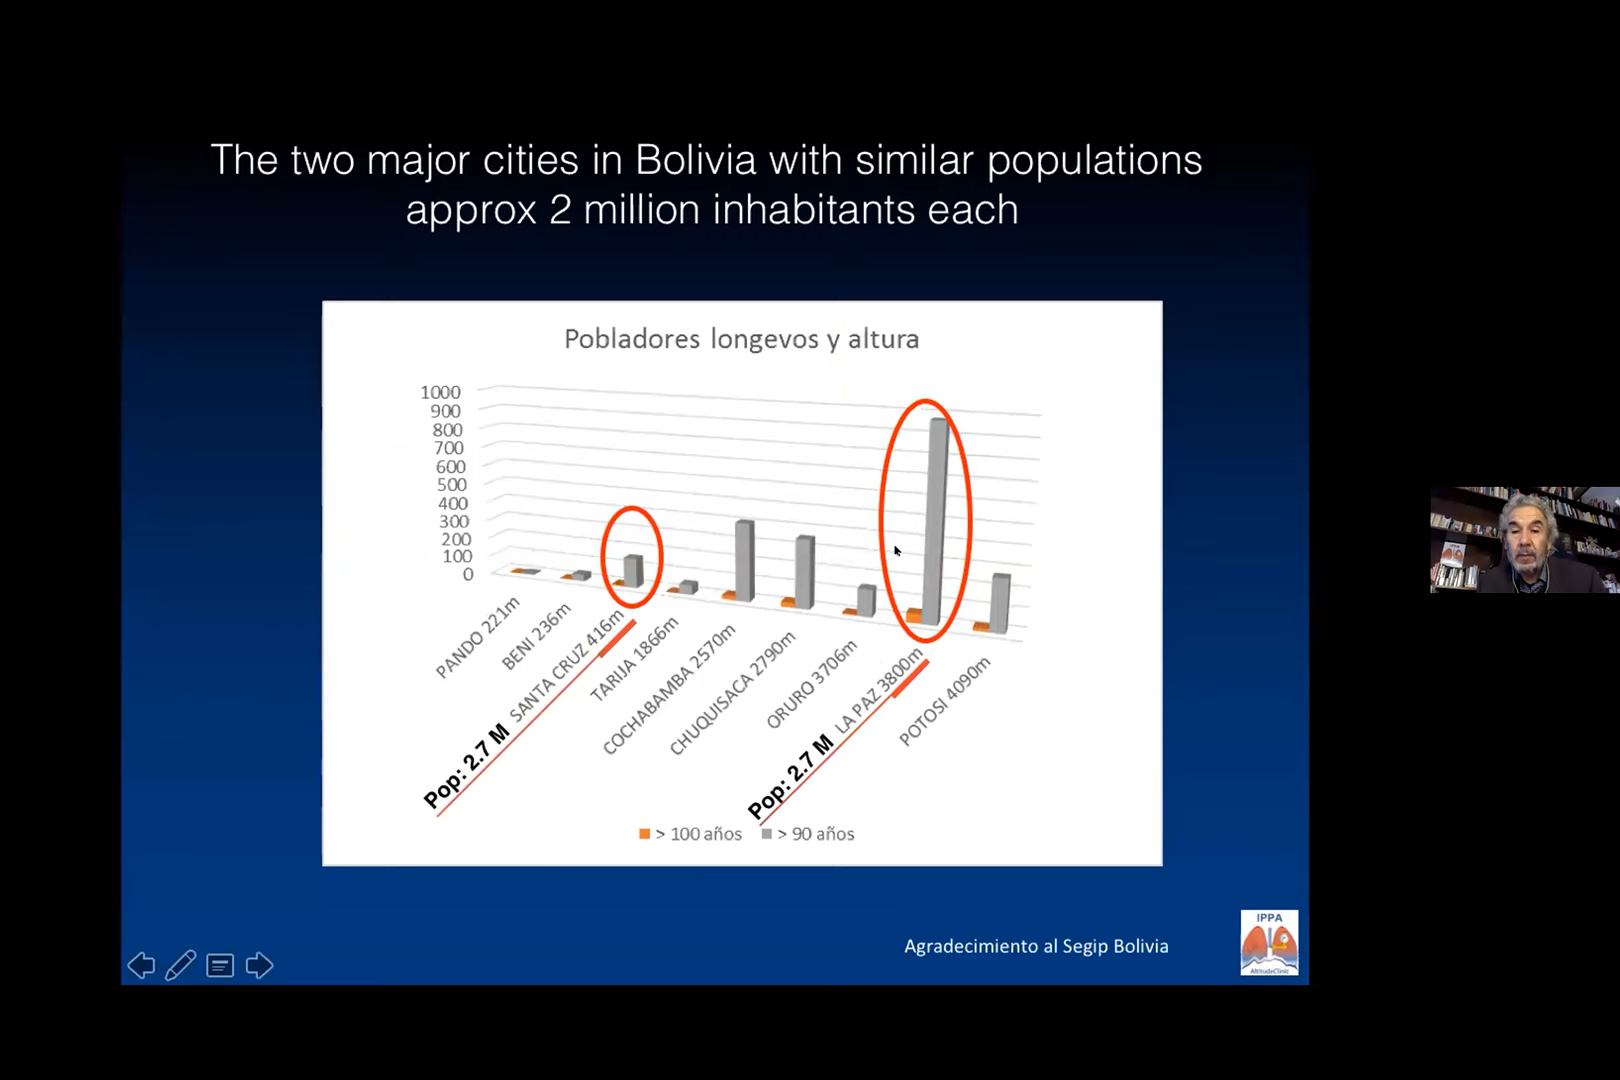 The two major cities in Bolivia with similar populations
approx 2 million inhabitants each
Pobladores longevos y altura
1000
900
800
700
600
500
400
300
200
100
0
PANDO 221m
BENI 236m
Pop: 2.7 M SANTA CRUZ 416m
TARIJA 1866m
COCHABAMBA 2570m
CHUQUISACA 2790m
ORURO 3706m
Pop: 2.7 M LA PAZ 3800m
POTOSI 4090m
> 100 años > 90 años
Agradecimiento al Segip Bolivia
IPPA
AltitudeClinic